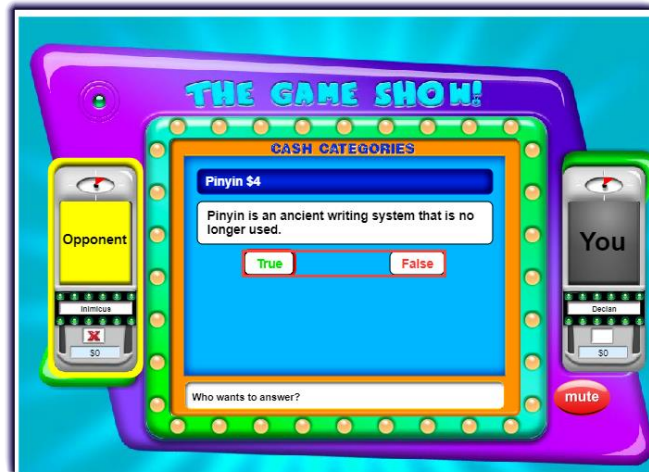 THE GAME SHOW!
CASH CATEGORIES
Pinyin $4
Pinyin is an ancient writing system that is no
longer used.
True False
Opponent
Inimicus
X
$0
You
Declan
$0
Who wants to answer?
mute